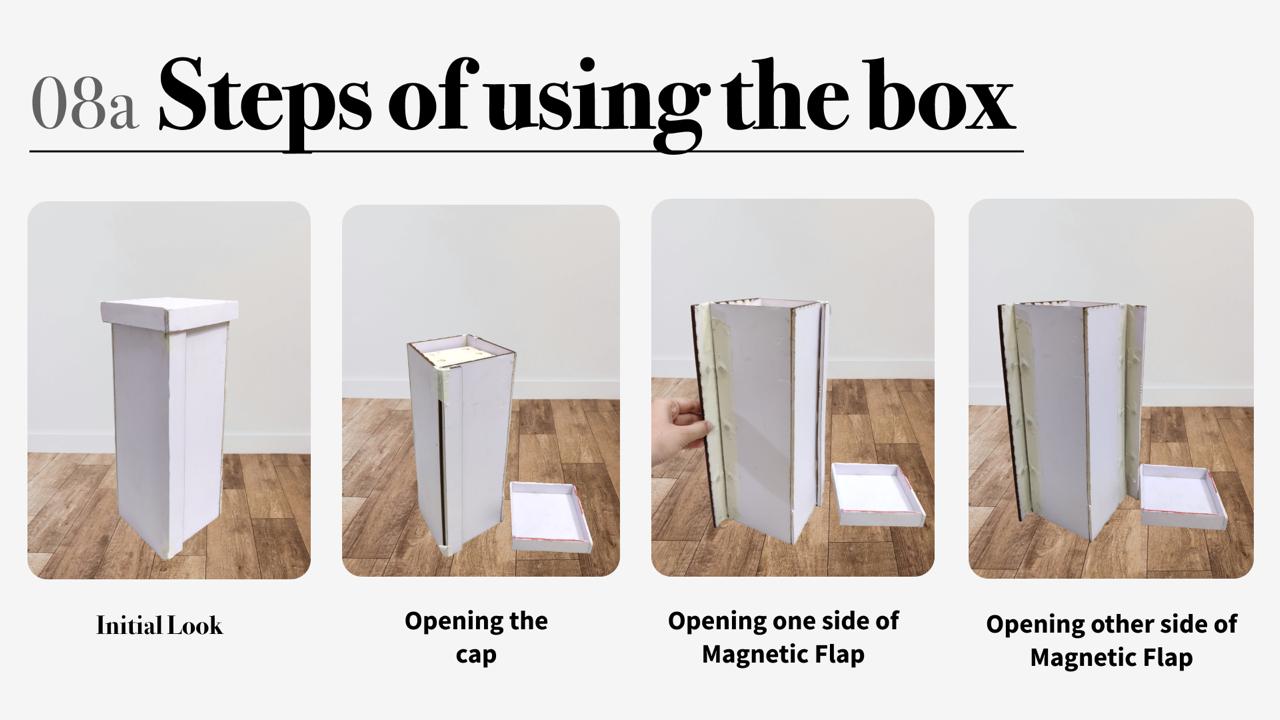 08a Steps of using the box
Initial Look
Opening the
cap
Opening one side of
Magnetic Flap
Opening other side of
Magnetic Flap